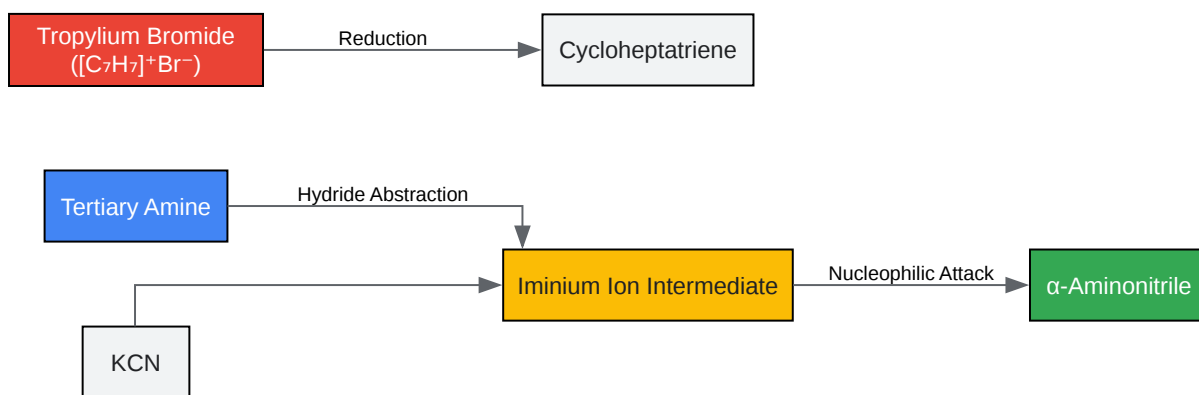 Tropylium Bromide
([C₇H₇]⁺Br⁻)
Reduction
Cycloheptatriene
Tertiary Amine
Hydride Abstraction
Iminium Ion Intermediate
Nucleophilic Attack
α-Aminonitrile
KCN